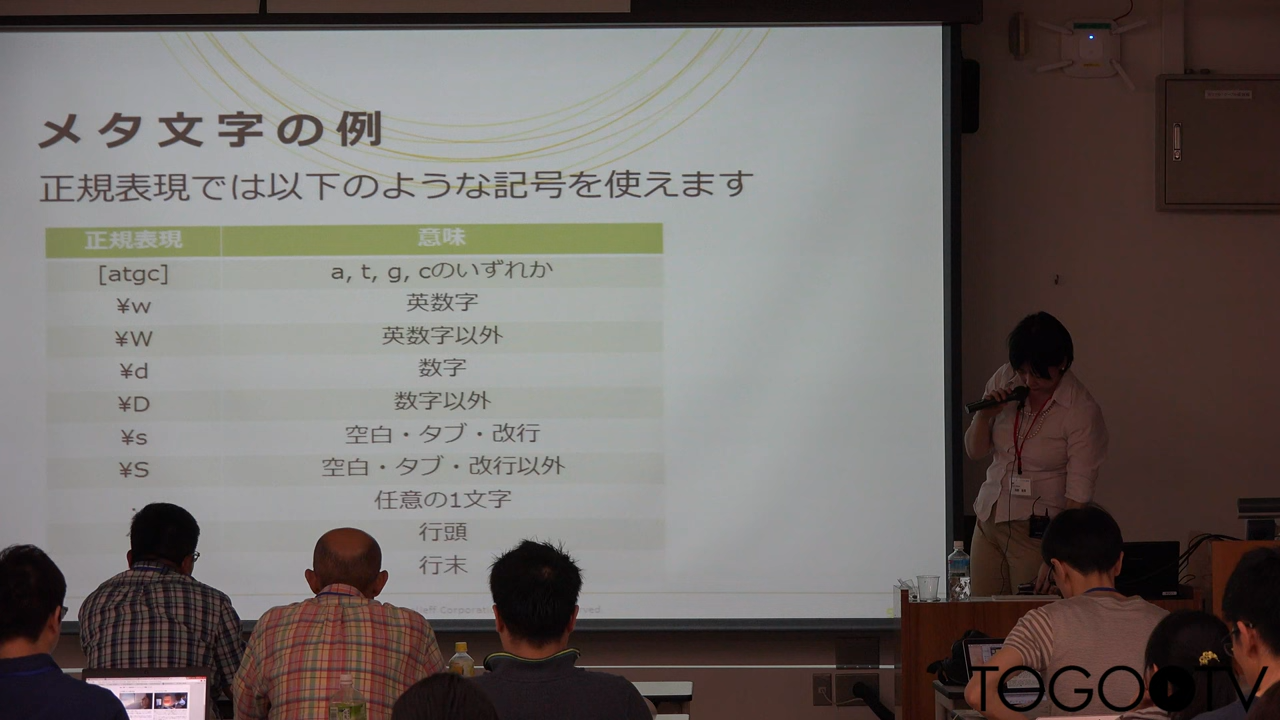 メタ文字の例
正規表現では以下のような記号を使えます
正規表現 意味
[atgc] a, t, g, cのいずれか
¥w 英数字
¥W 英数字以外
¥d 数字
¥D 数字以外
¥s 空白・タブ・改行
¥S 空白・タブ・改行以外
. 任意の1文字
行頭
行末
TOGOTV